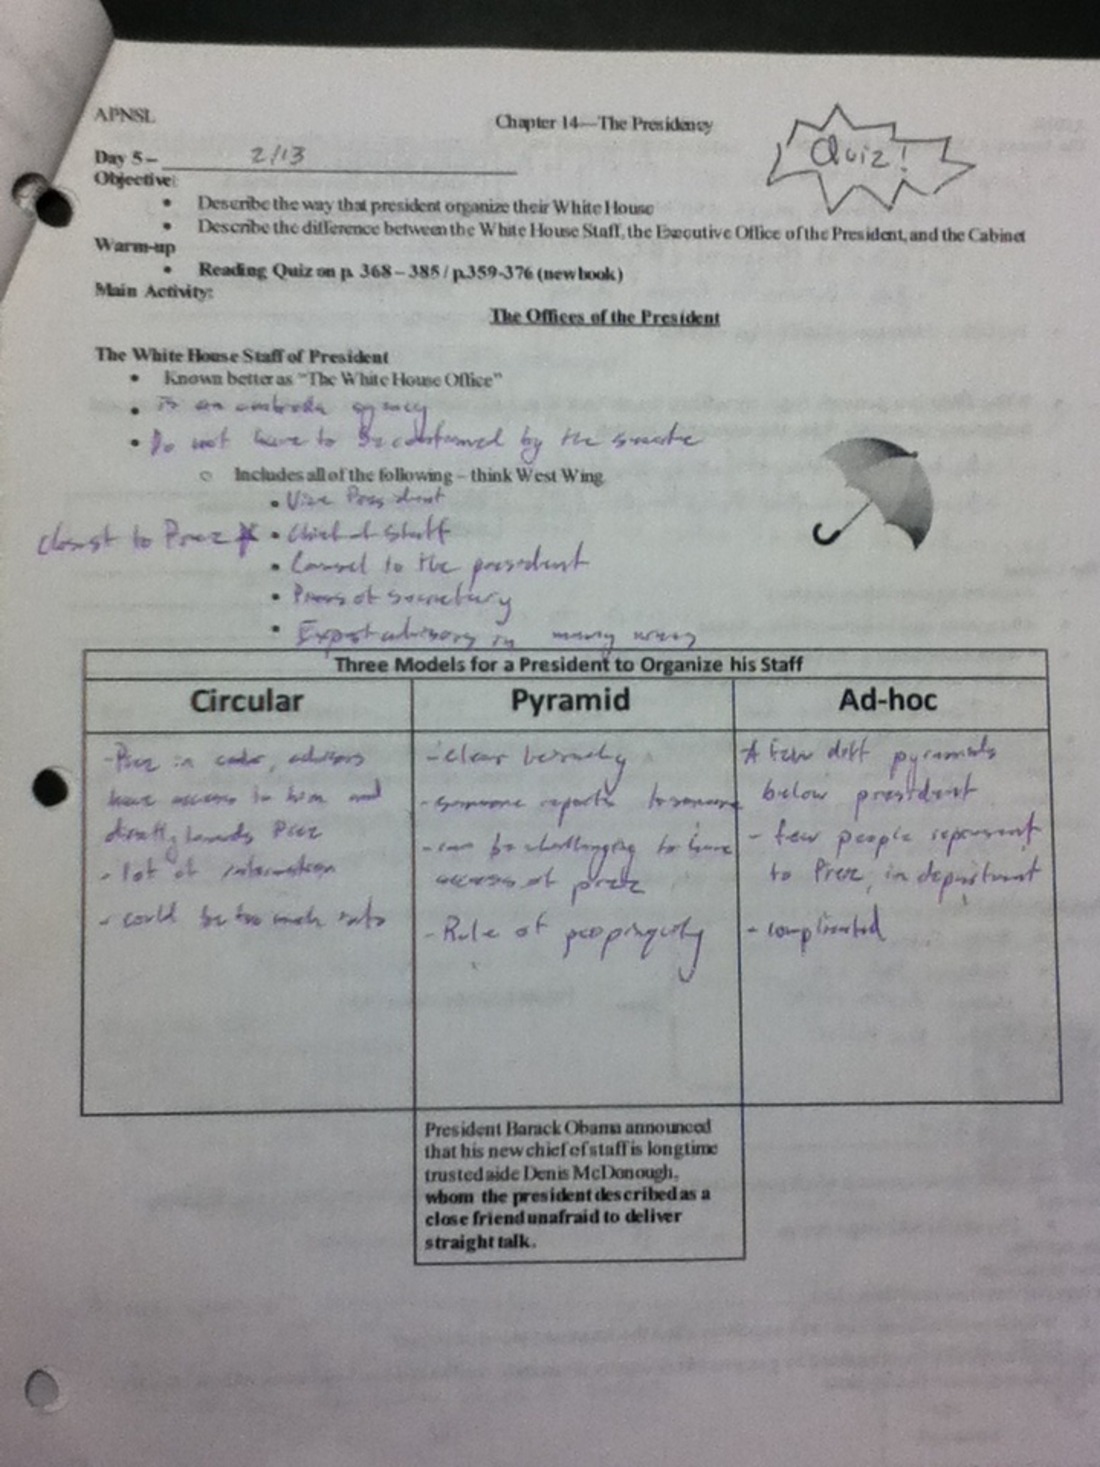 APNSL
Chapter 14—The Presidency
Quiz!
Day 5 – 2/13
Objective:
• Describe the way that president organize their White House
• Describe the difference between the White House Staff, the Executive Office of the President, and the Cabinet
Warm-up
• Reading Quiz on p. 368 – 385 / p.359-376 (new book)
Main Activity:
The Offices of the President
The White House Staff of President
• Known better as "The White House Office"
• is an umbrella agency
• Do not have to be confirmed by the senate
○ Includes all of the following – think West Wing
• Vice President
closest to Prez * • Chief of Staff
• Counsel to the president
• Press secretary
• Expert advisors in many areas
Three Models for a President to Organize his Staff
Circular
Pyramid
Ad-hoc
- Prez in center, advisors
have access to him and
directly towards Prez
- lot of information
- could be too much info
- clear
- someone reports to someone
- can be challenging to have
access of prez
- Rule of propinquity
A few diff pyramids
below president
- few people represent
to Prez, in department
- complicated
President Barack Obama announced
that his new chief of staff is longtime
trusted aide Denis McDonough,
whom the president described as a
close friend unafraid to deliver
straight talk.